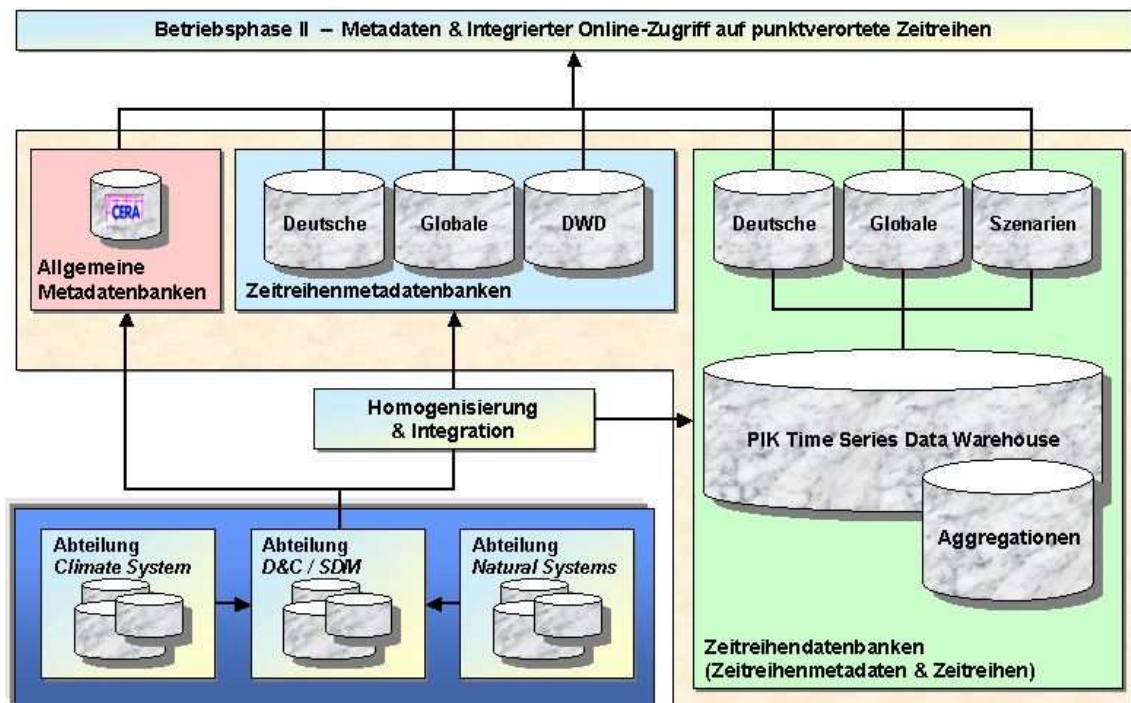 Betriebsphase II – Metadaten & Integrierter Online-Zugriff auf punktverortete Zeitreihen
CERA
Allgemeine
Metadatenbanken
Deutsche
Globale
DWD
Zeitreihenmetadatenbanken
Deutsche
Globale
Szenarien
Homogenisierung
& Integration
PIK Time Series Data Warehouse
Aggregationen
Abteilung
Climate System
Abteilung
D&C / SDM
Abteilung
Natural Systems
Zeitreihendatenbanken
(Zeitreihenmetadaten & Zeitreihen)